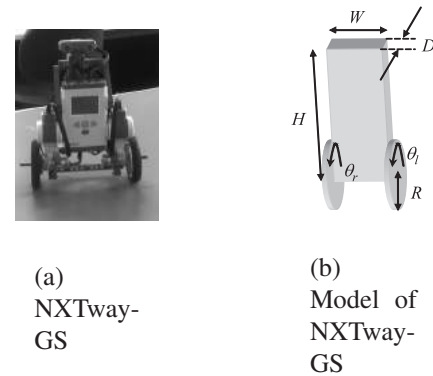 W
D
H
θr
θl
R
(a)
NXTway-
GS
(b)
Model of
NXTway-
GS